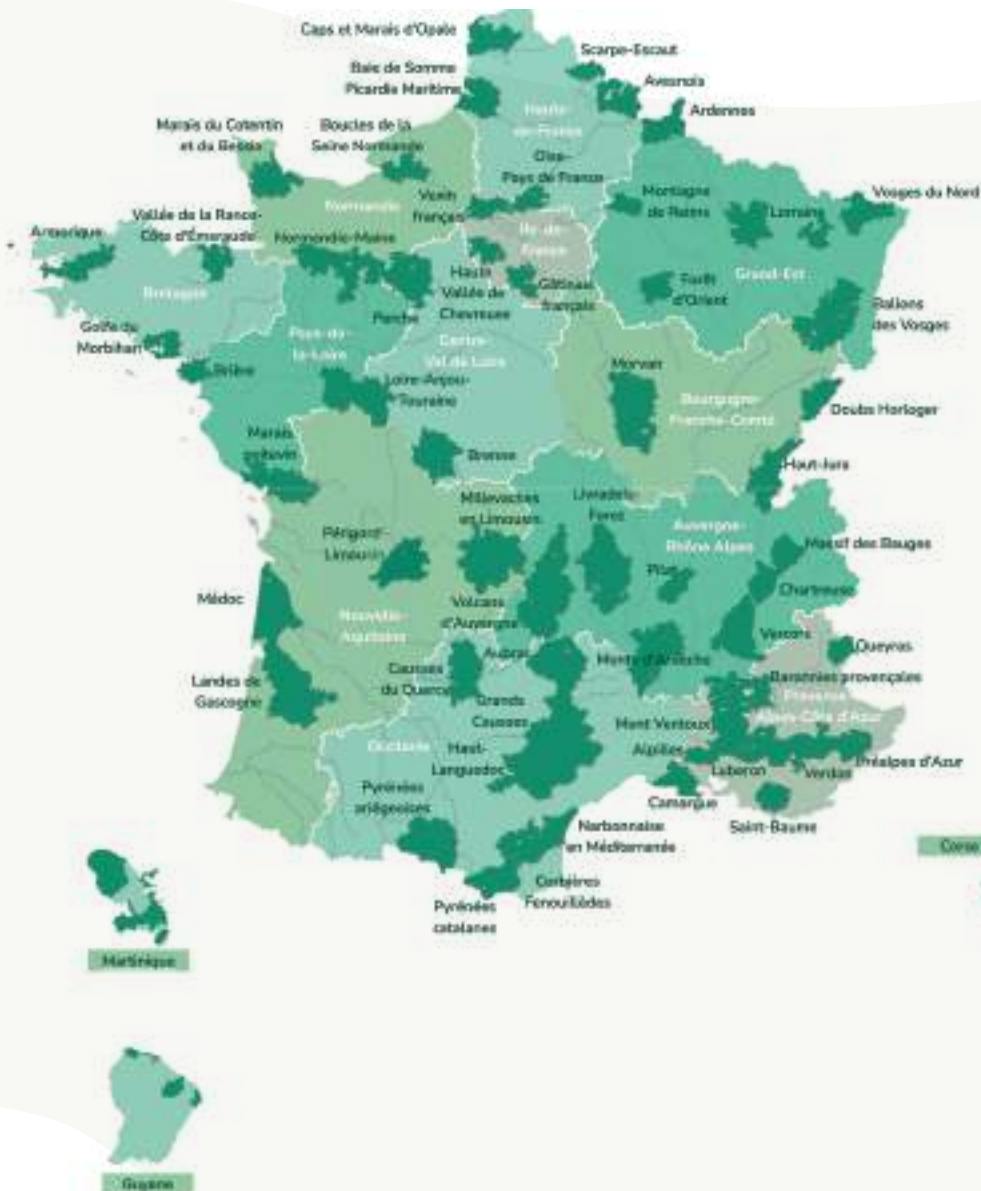 Caps et Marais d'Opale
Scarpe-Escaut
Baie de Somme
Picardie Maritime
Avesnois
Ardennes
Hauts-
de-France
Marais du Cotentin
et du Bessin
Boucles de la
Seine Normande
Oise-
Pays de France
Vexin
français
Normandie
Montagne
de Reims
Lorraine
Vosges du Nord
Armorique
Vallée de la Rance-
Côte d'Émeraude
Normandie-Maine
Île-de-
France
Grand-Est
Bretagne
Haute
Vallée de
Chevreuse
Gâtinais
français
Forêt
d'Orient
Ballons
des Vosges
Perche
Golfe du
Morbihan
Pays-de-
la-Loire
Centre-
Val de Loire
Brière
Loire-Anjou-
Touraine
Morvan
Bourgogne-
Franche-Comté
Doubs Horloger
Marais
poitevin
Brenne
Haut-Jura
Millevaches
en Limousin
Livradois-
Forez
Auvergne-
Rhône Alpes
Périgord-
Limousin
Massif des Bauges
Pilat
Chartreuse
Médoc
Volcans
d'Auvergne
Nouvelle-
Aquitaine
Vercors
Queyras
Aubrac
Monts d'Ardèche
Causses
du Quercy
Baronnies provençales
Landes de
Gascogne
Grands
Causses
Provence
Alpes-Côte d'Azur
Mont Ventoux
Occitanie
Haut-
Languedoc
Alpilles
Luberon
Verdon
Préalpes d'Azur
Pyrénées
ariégeoises
Camargue
Sainte-Baume
Narbonnaise
en Méditerranée
Corse
Corbières
Fenouillèdes
Pyrénées
catalanes
Martinique
Guyane